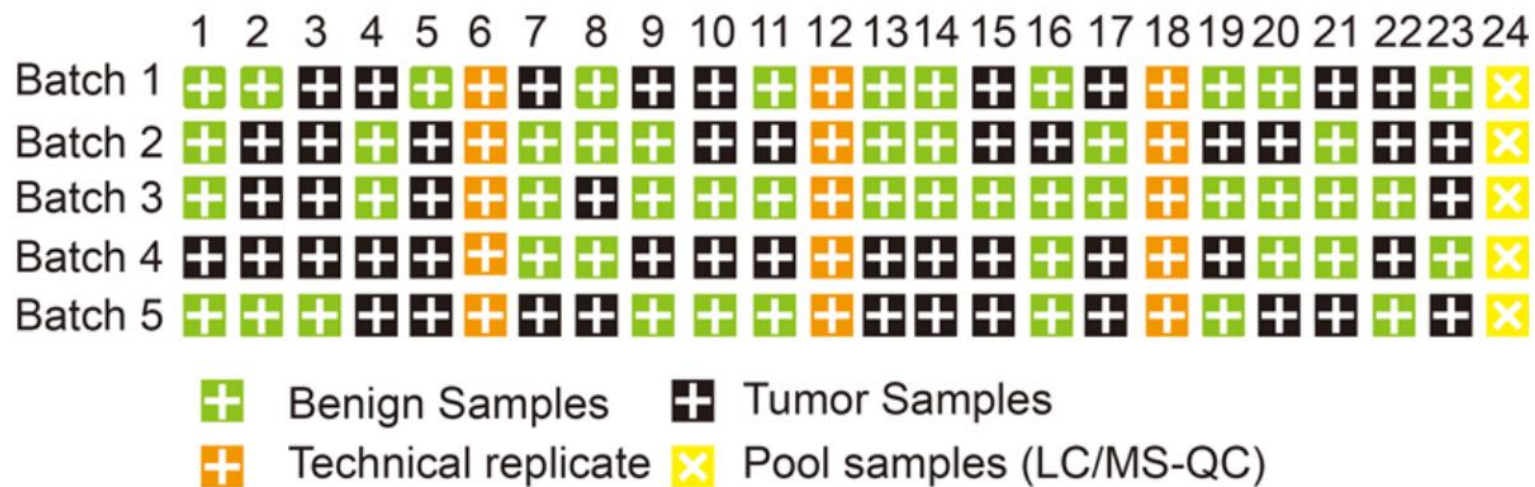 1 2 3 4 5 6 7 8 9 10 11 12 13 14 15 16 17 18 19 20 21 22 23 24
Batch 1
Batch 2
Batch 3
Batch 4
Batch 5
Benign Samples Tumor Samples
Technical replicate Pool samples (LC/MS-QC)